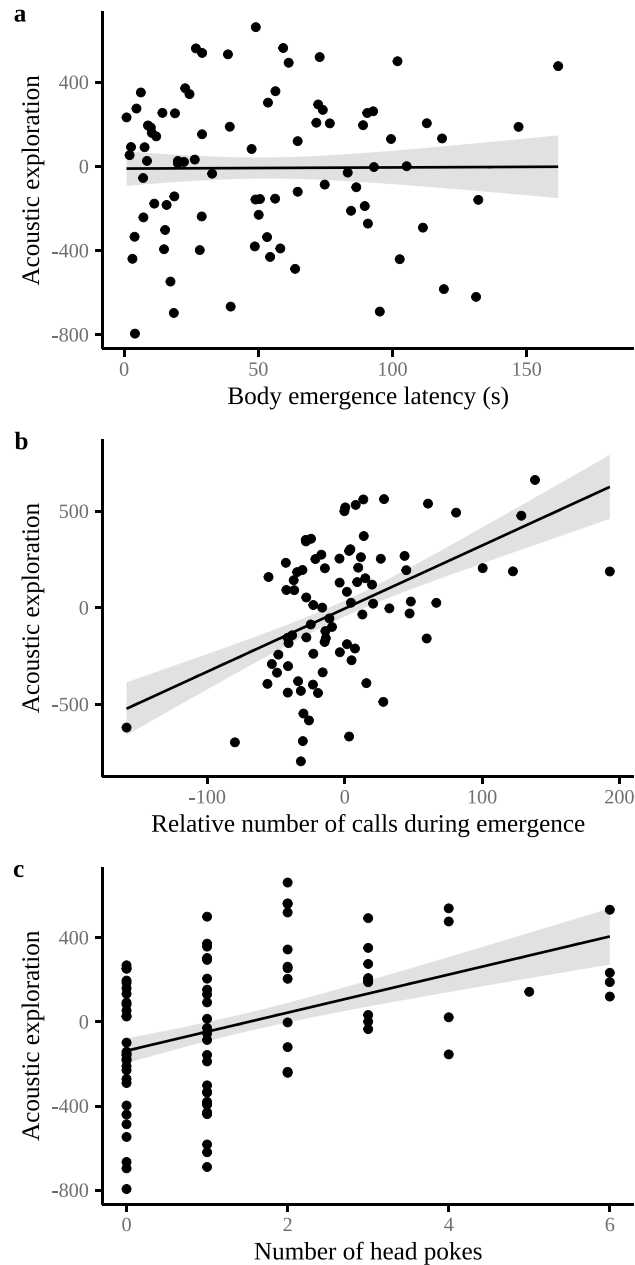 a
Acoustic exploration
400
0
-400
-800
0 50 100 150
Body emergence latency (s)
b
Acoustic exploration
500
0
-500
-100 0 100 200
Relative number of calls during emergence
c
Acoustic exploration
400
0
-400
-800
0 2 4 6
Number of head pokes